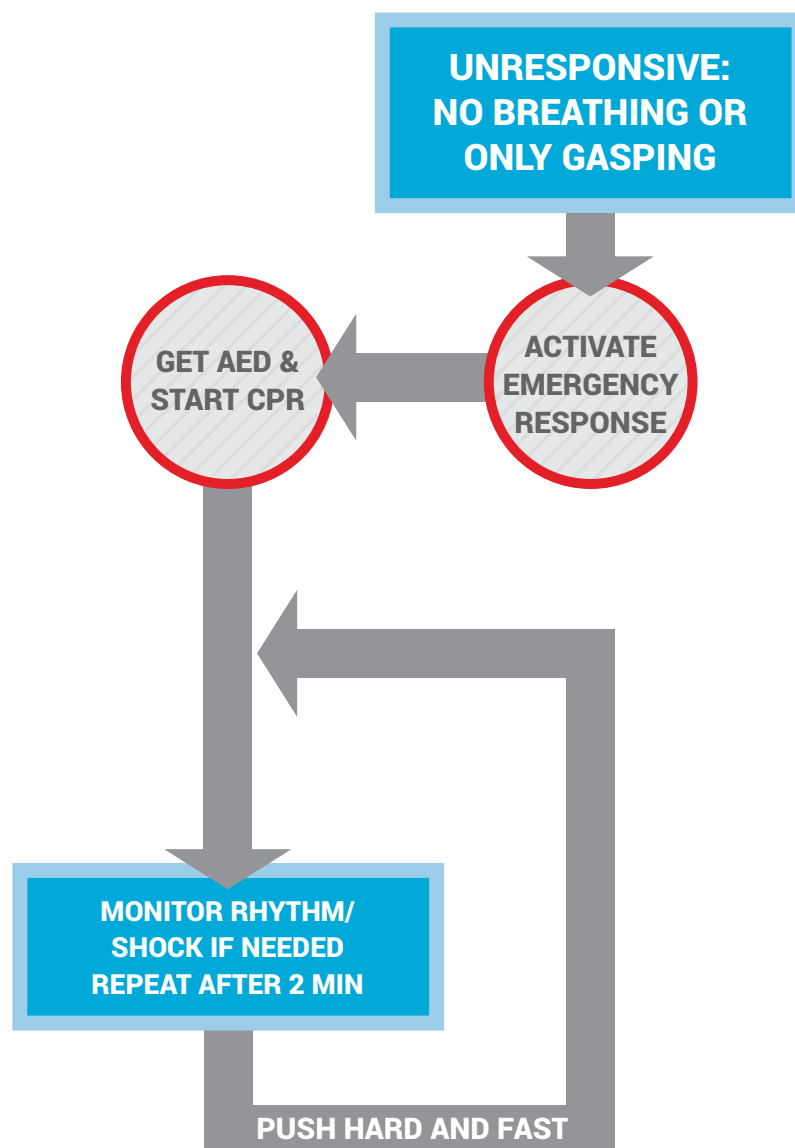 UNRESPONSIVE:
NO BREATHING OR
ONLY GASPING
ACTIVATE
EMERGENCY
RESPONSE
GET AED &
START CPR
MONITOR RHYTHM/
SHOCK IF NEEDED
REPEAT AFTER 2 MIN
PUSH HARD AND FAST